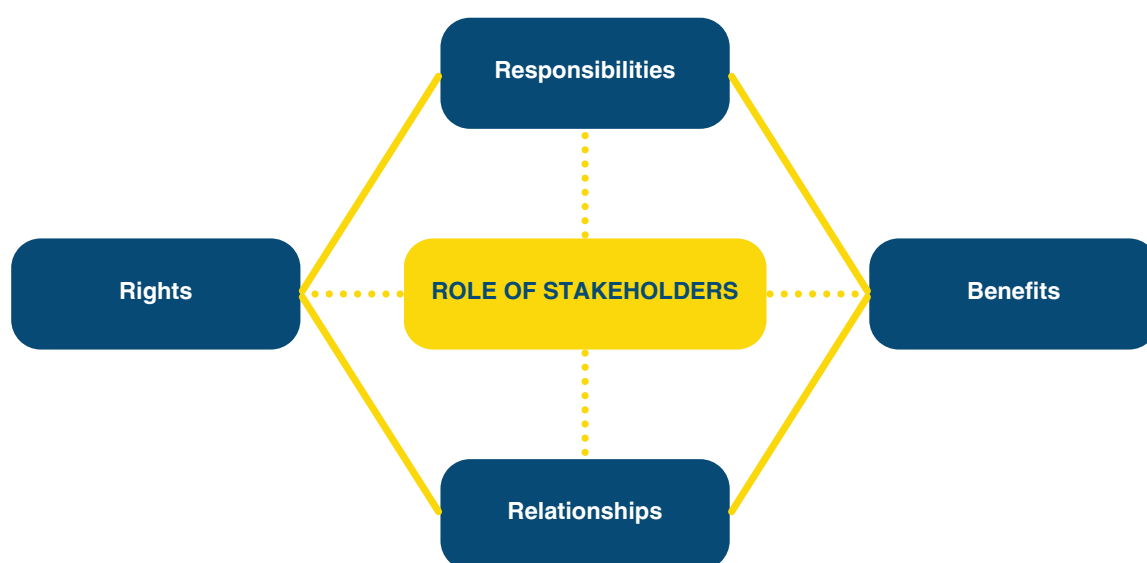 Responsibilities
Rights
ROLE OF STAKEHOLDERS
Benefits
Relationships